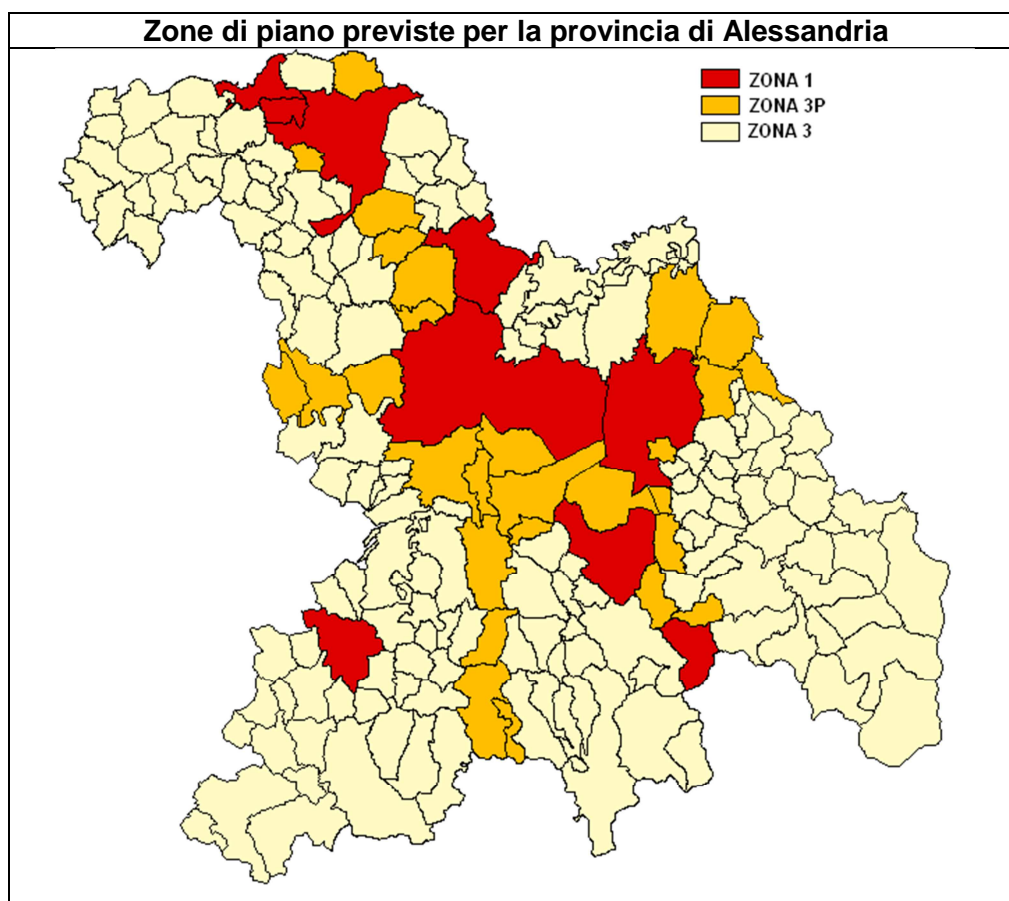 Zone di piano previste per la provincia di Alessandria
ZONA 1
ZONA 3P
ZONA 3